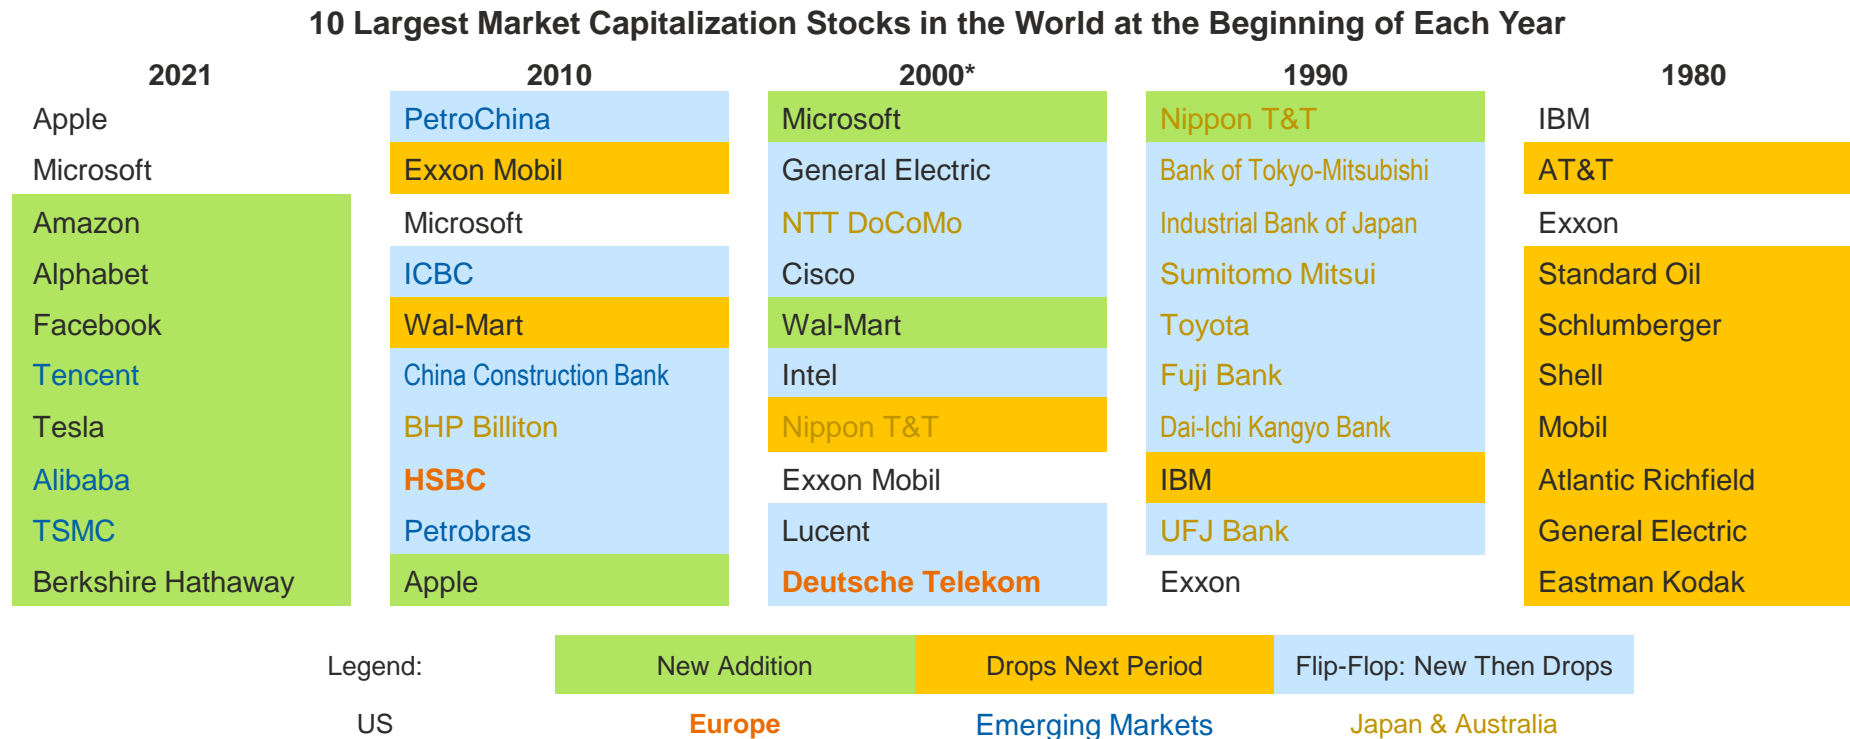 10 Largest Market Capitalization Stocks in the World at the Beginning of Each Year
2021 2010 2000* 1990 1980
Apple PetroChina Microsoft Nippon T&T IBM
Microsoft Exxon Mobil General Electric Bank of Tokyo-Mitsubishi AT&T
Amazon Microsoft NTT DoCoMo Industrial Bank of Japan Exxon
Alphabet ICBC Cisco Sumitomo Mitsui Standard Oil
Facebook Wal-Mart Wal-Mart Toyota Schlumberger
Tencent China Construction Bank Intel Fuji Bank Shell
Tesla BHP Billiton Nippon T&T Dai-Ichi Kangyo Bank Mobil
Alibaba HSBC Exxon Mobil IBM Atlantic Richfield
TSMC Petrobras Lucent UFJ Bank General Electric
Berkshire Hathaway Apple Deutsche Telekom Exxon Eastman Kodak
Legend: New Addition Drops Next Period Flip-Flop: New Then Drops
US Europe Emerging Markets Japan & Australia